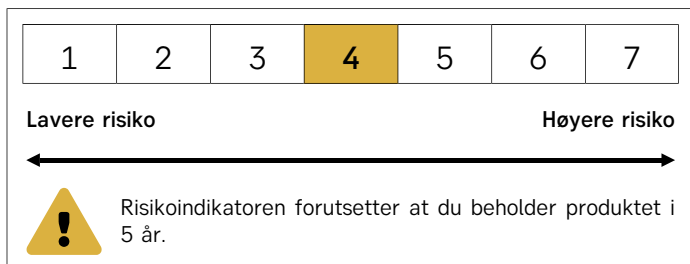 1 2 3 4 5 6 7
Lavere risiko Høyere risiko
Risikoindikatoren forutsetter at du beholder produktet i
5 år.